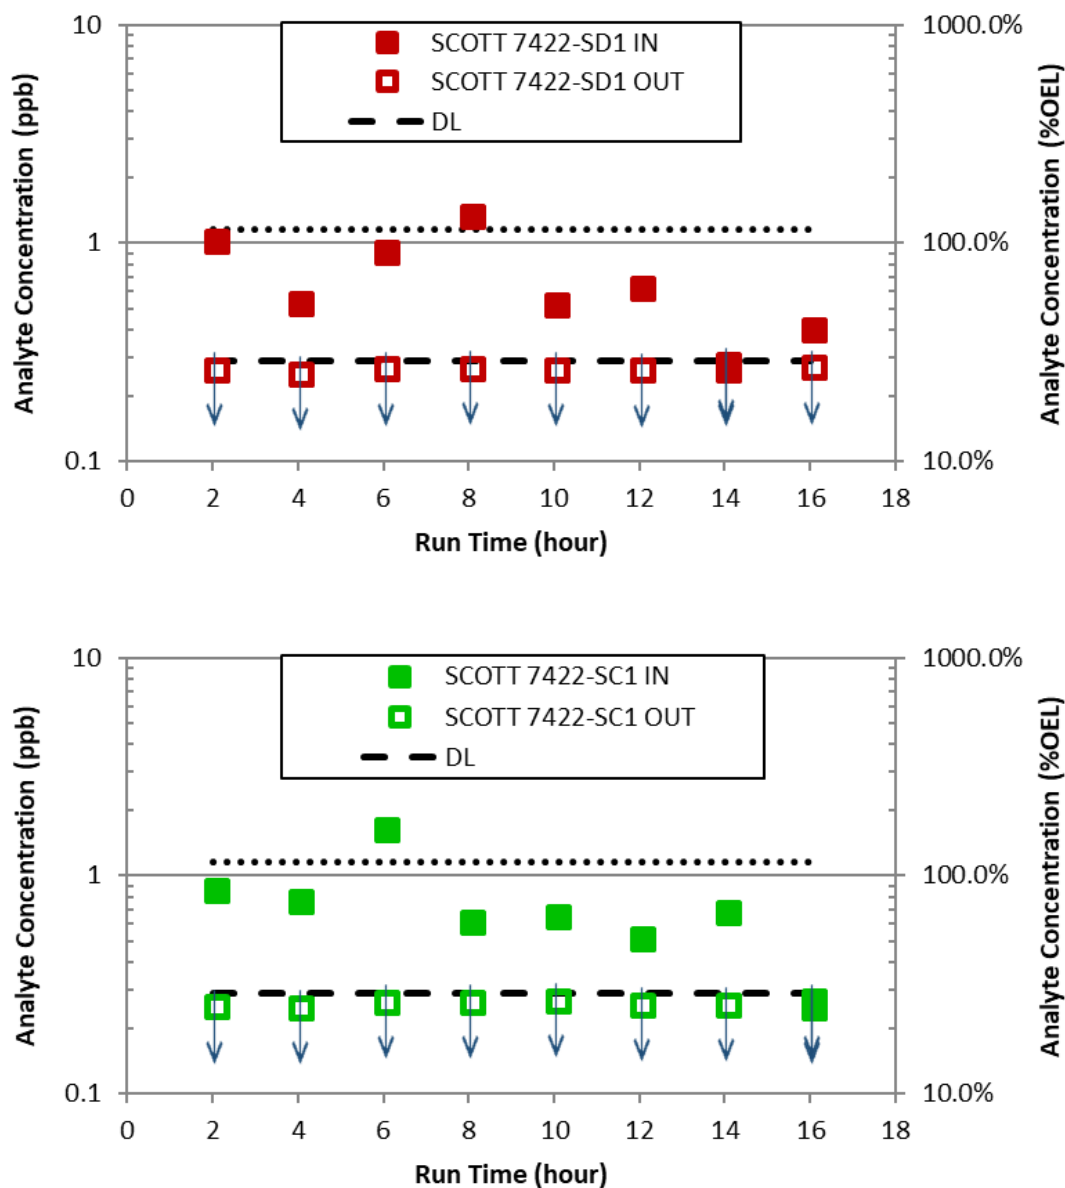 10
1000.0%
SCOTT 7422-SD1 IN
SCOTT 7422-SD1 OUT
DL
Analyte Concentration (ppb)
Analyte Concentration (%OEL)
1
100.0%
0.1
10.0%
0 2 4 6 8 10 12 14 16 18
Run Time (hour)
10
1000.0%
SCOTT 7422-SC1 IN
SCOTT 7422-SC1 OUT
DL
Analyte Concentration (ppb)
Analyte Concentration (%OEL)
1
100.0%
0.1
10.0%
0 2 4 6 8 10 12 14 16 18
Run Time (hour)